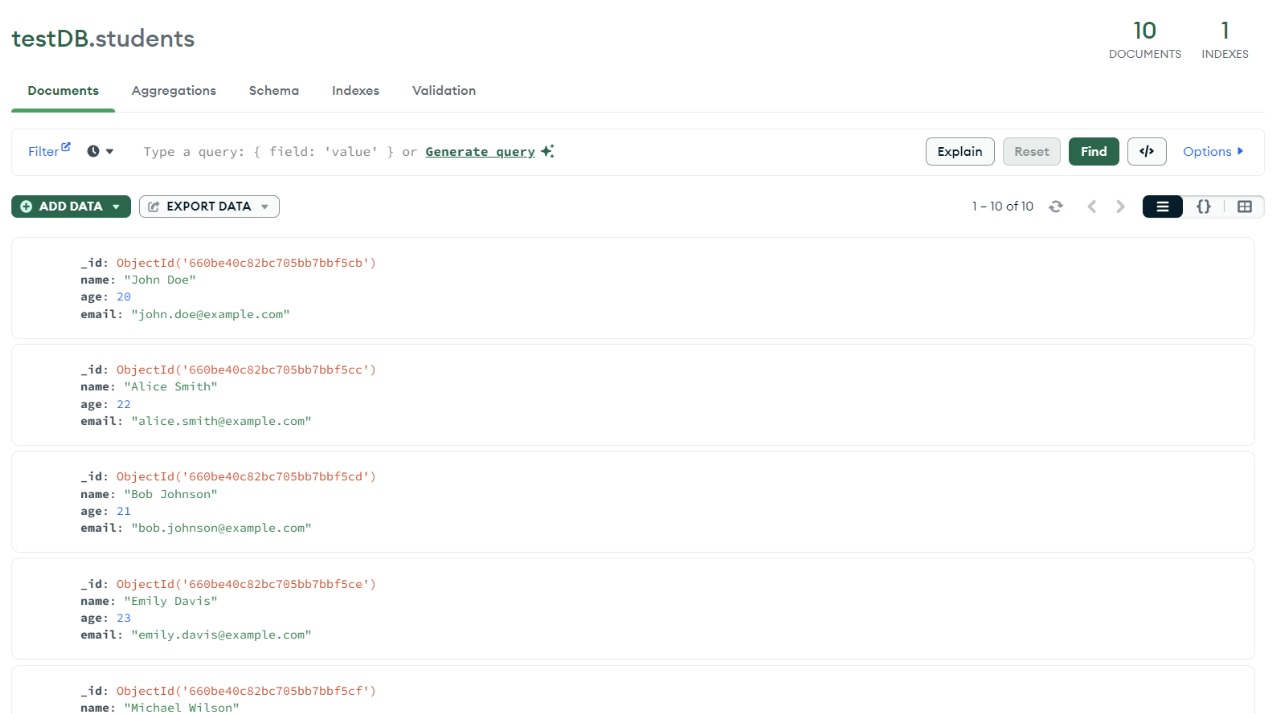 testDB.students
10 1
DOCUMENTS INDEXES
Documents Aggregations Schema Indexes Validation
Filter Type a query: { field: 'value' } or Generate query Explain Reset Find </> Options
ADD DATA EXPORT DATA 1 – 10 of 10 {}
_id: ObjectId('660be40c82bc705bb7bbf5cb')
name: "John Doe"
age: 20
email: "john.doe@example.com"
_id: ObjectId('660be40c82bc705bb7bbf5cc')
name: "Alice Smith"
age: 22
email: "alice.smith@example.com"
_id: ObjectId('660be40c82bc705bb7bbf5cd')
name: "Bob Johnson"
age: 21
email: "bob.johnson@example.com"
_id: ObjectId('660be40c82bc705bb7bbf5ce')
name: "Emily Davis"
age: 23
email: "emily.davis@example.com"
_id: ObjectId('660be40c82bc705bb7bbf5cf')
name: "Michael Wilson"